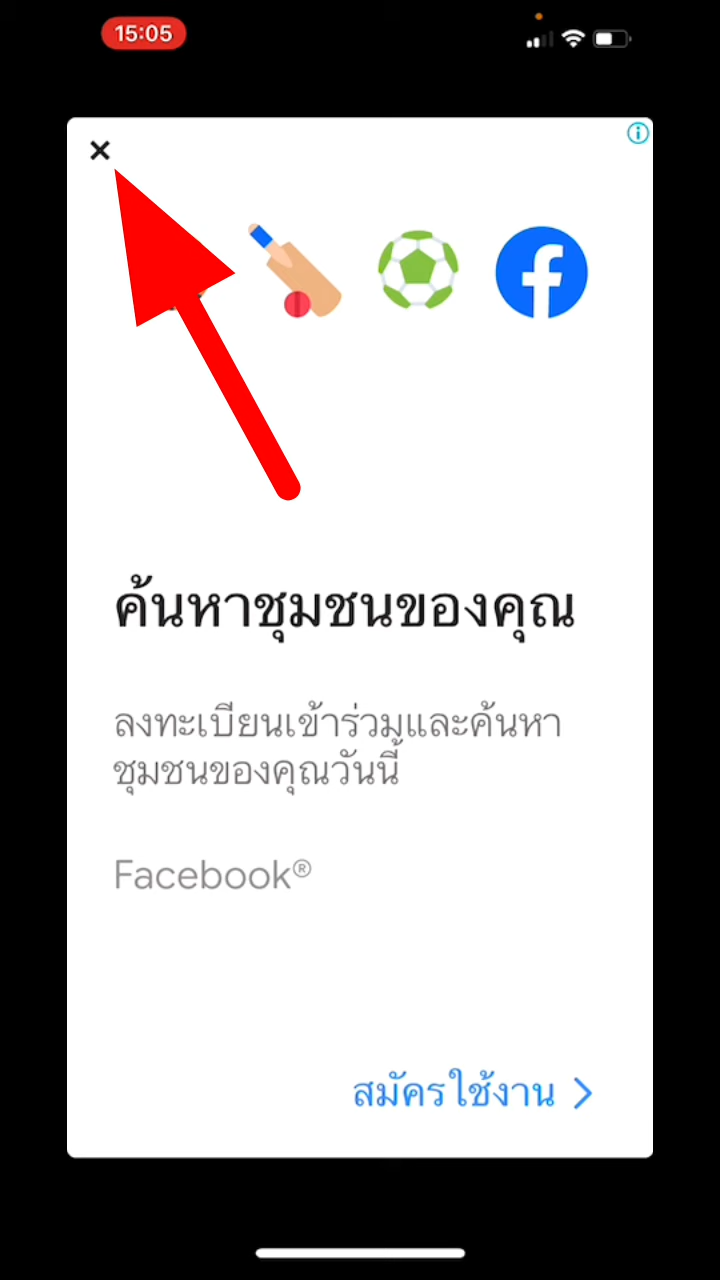 15:05
ค้นหาชุมชนของคุณ
ลงทะเบียนเข้าร่วมและค้นหา
ชุมชนของคุณวันนี้
Facebook®
สมัครใช้งาน